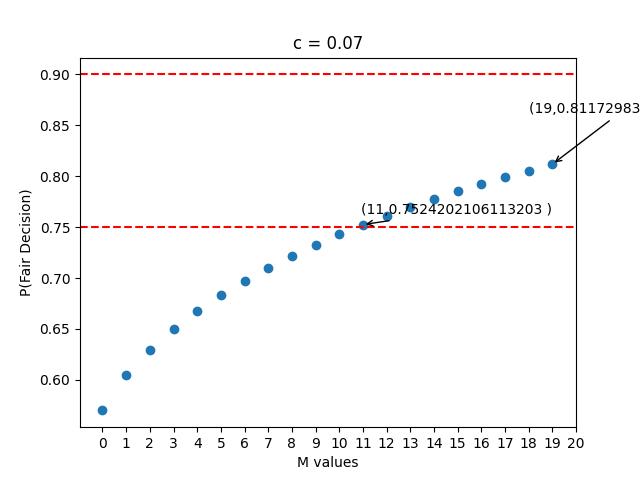 c = 0.07
0.90
(19,0.81172983
0.85
0.80
(11,0.7524202106113203 )
0.75
0.70
0.65
0.60
P(Fair Decision)
0 1 2 3 4 5 6 7 8 9 10 11 12 13 14 15 16 17 18 19 20
M values